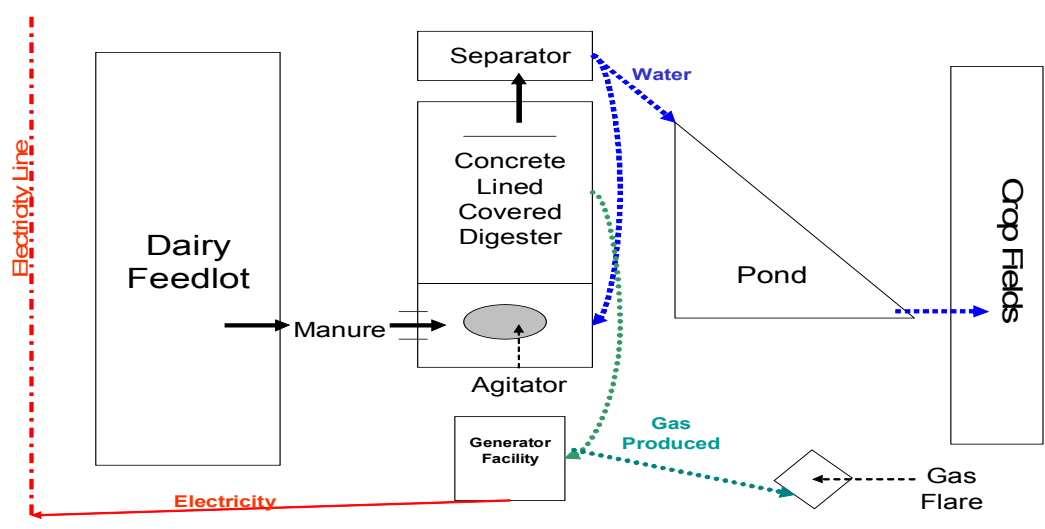 Separator
Water
Electricity Line
Concrete
Lined
Covered
Digester
Dairy
Feedlot
Pond
Crop Fields
Manure
Agitator
Generator
Facility
Gas
Produced
Gas
Flare
Electricity